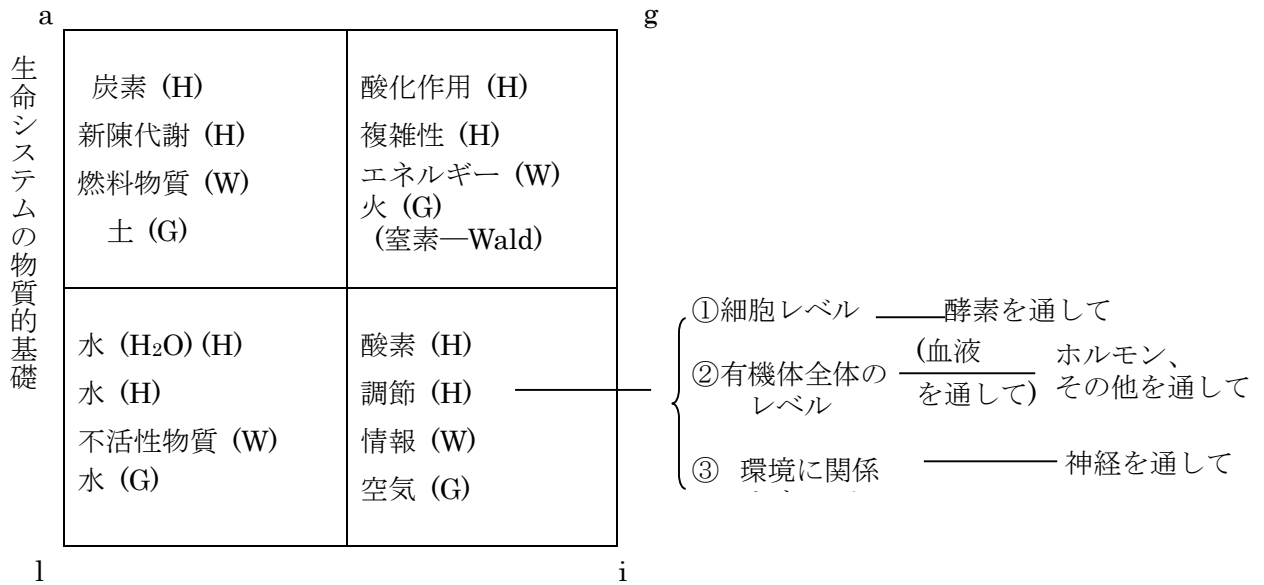 a
g
生命システムの物質的基礎
炭素 (H)
新陳代謝 (H)
燃料物質 (W)
土 (G)
酸化作用 (H)
複雑性 (H)
エネルギー (W)
火 (G)
(窒素―Wald)
水 (H₂O) (H)
水 (H)
不活性物質 (W)
水 (G)
酸素 (H)
調節 (H)
情報 (W)
空気 (G)
①細胞レベル
酵素を通して
②有機体全体の
レベル
(血液
を通して)
ホルモン、
その他を通して
③ 環境に関係
神経を通して
l
i